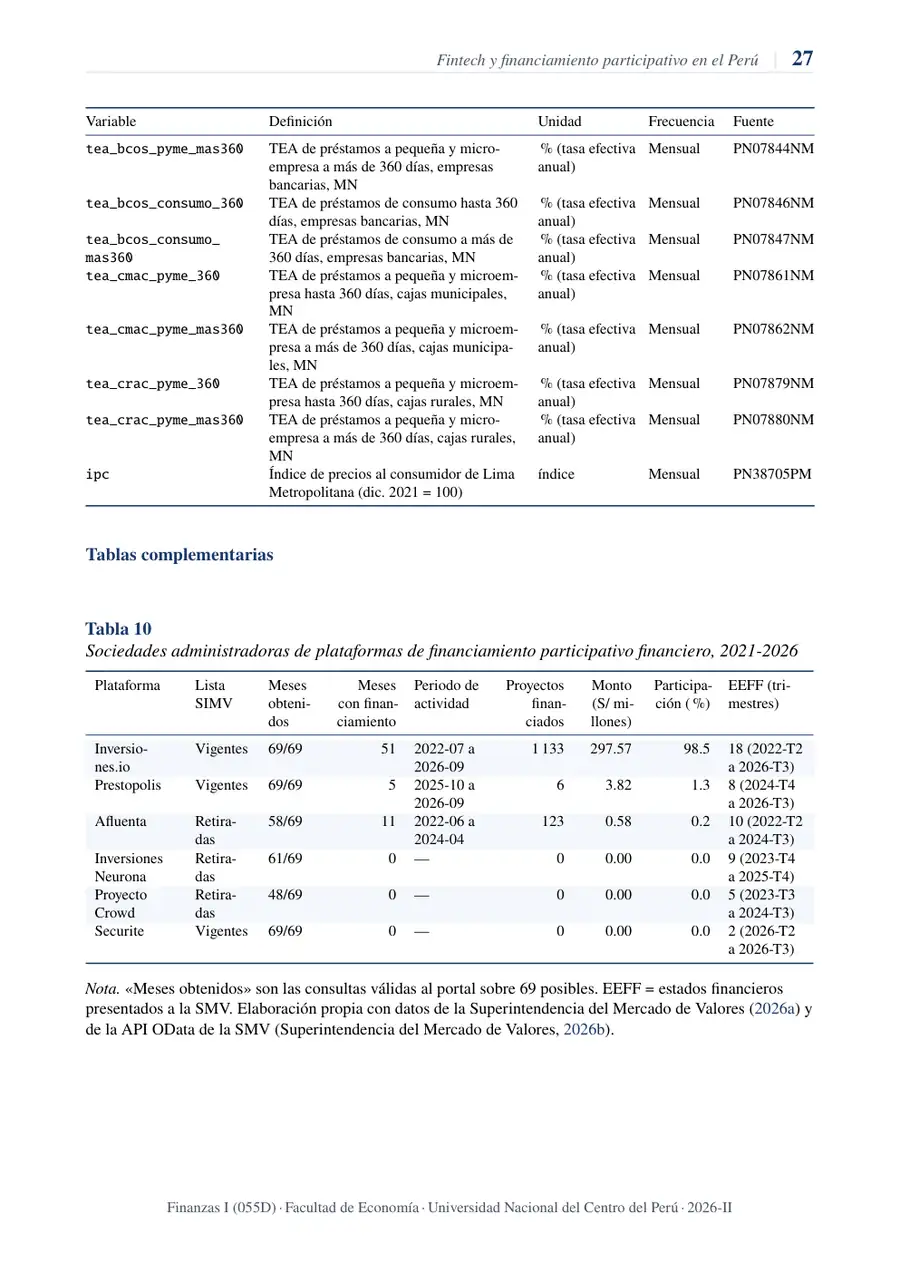 Fintech y financiamiento participativo en el Perú | 27
Variable Definición Unidad Frecuencia Fuente
tea_bcos_pyme_mas360 TEA de préstamos a pequeña y micro- % (tasa efectiva Mensual PN07844NM
empresa a más de 360 días, empresas anual)
bancarias, MN
tea_bcos_consumo_360 TEA de préstamos de consumo hasta 360 % (tasa efectiva Mensual PN07846NM
días, empresas bancarias, MN anual)
tea_bcos_consumo_ TEA de préstamos de consumo a más de % (tasa efectiva Mensual PN07847NM
mas360 360 días, empresas bancarias, MN anual)
tea_cmac_pyme_360 TEA de préstamos a pequeña y microem- % (tasa efectiva Mensual PN07861NM
presa hasta 360 días, cajas municipales, anual)
MN
tea_cmac_pyme_mas360 TEA de préstamos a pequeña y microem- % (tasa efectiva Mensual PN07862NM
presa a más de 360 días, cajas municipa- anual)
les, MN
tea_crac_pyme_360 TEA de préstamos a pequeña y microem- % (tasa efectiva Mensual PN07879NM
presa hasta 360 días, cajas rurales, MN anual)
tea_crac_pyme_mas360 TEA de préstamos a pequeña y micro- % (tasa efectiva Mensual PN07880NM
empresa a más de 360 días, cajas rurales, anual)
MN
ipc Índice de precios al consumidor de Lima índice Mensual PN38705PM
Metropolitana (dic. 2021 = 100)
Tablas complementarias
Tabla 10
Sociedades administradoras de plataformas de financiamiento participativo financiero, 2021-2026
Plataforma Lista Meses Meses Periodo de Proyectos Monto Participa- EEFF (tri-
SIMV obteni- con finan- actividad finan- (S/ mi- ción (%) mestres)
dos ciamiento ciados llones)
Inversio- Vigentes 69/69 51 2022-07 a 1 133 297.57 98.5 18 (2022-T2
nes.io 2026-09 a 2026-T3)
Prestopolis Vigentes 69/69 5 2025-10 a 6 3.82 1.3 8 (2024-T4
2026-09 a 2026-T3)
Afluenta Retira- 58/69 11 2022-06 a 123 0.58 0.2 10 (2022-T2
das 2024-04 a 2024-T3)
Inversiones Retira- 61/69 0 — 0 0.00 0.0 9 (2023-T4
Neurona das a 2025-T4)
Proyecto Retira- 48/69 0 — 0 0.00 0.0 5 (2023-T3
Crowd das a 2024-T3)
Securite Vigentes 69/69 0 — 0 0.00 0.0 2 (2026-T2
a 2026-T3)
Nota. «Meses obtenidos» son las consultas válidas al portal sobre 69 posibles. EEFF = estados financieros
presentados a la SMV. Elaboración propia con datos de la Superintendencia del Mercado de Valores (2026a) y
de la API OData de la SMV (Superintendencia del Mercado de Valores, 2026b).
Finanzas I (055D) · Facultad de Economía · Universidad Nacional del Centro del Perú · 2026-II